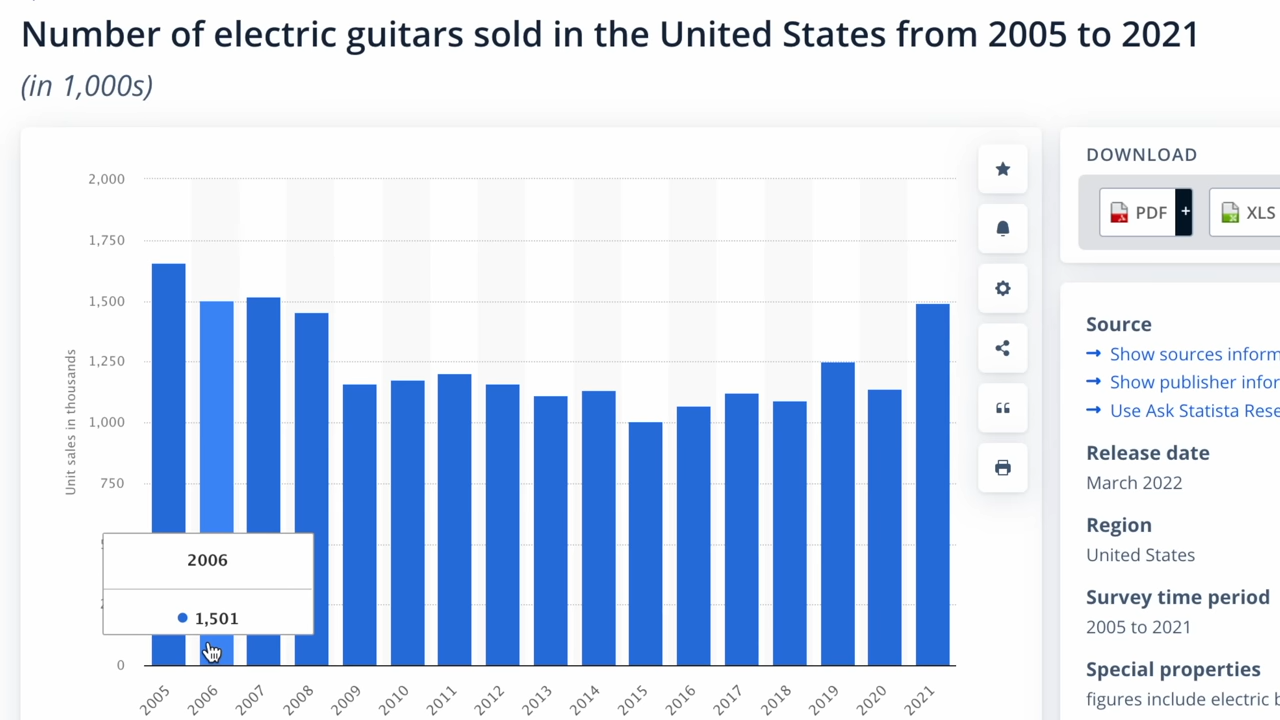 Number of electric guitars sold in the United States from 2005 to 2021
(in 1,000s)
2,000
1,750
1,500
1,250
1,000
750
0
Unit sales in thousands
2006
1,501
2005
2006
2007
2008
2009
2010
2011
2012
2013
2014
2015
2016
2017
2018
2019
2020
2021
DOWNLOAD
PDF +
XLS
Source
→ Show sources inform
→ Show publisher infor
→ Use Ask Statista Rese
Release date
March 2022
Region
United States
Survey time period
2005 to 2021
Special properties
figures include electric b